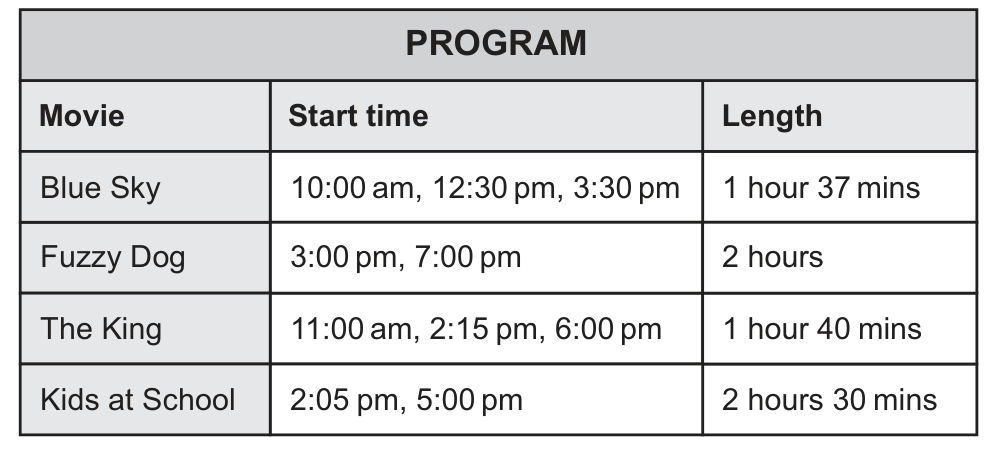 PROGRAM
Movie Start time Length
Blue Sky 10:00 am, 12:30 pm, 3:30 pm 1 hour 37 mins
Fuzzy Dog 3:00 pm, 7:00 pm 2 hours
The King 11:00 am, 2:15 pm, 6:00 pm 1 hour 40 mins
Kids at School 2:05 pm, 5:00 pm 2 hours 30 mins